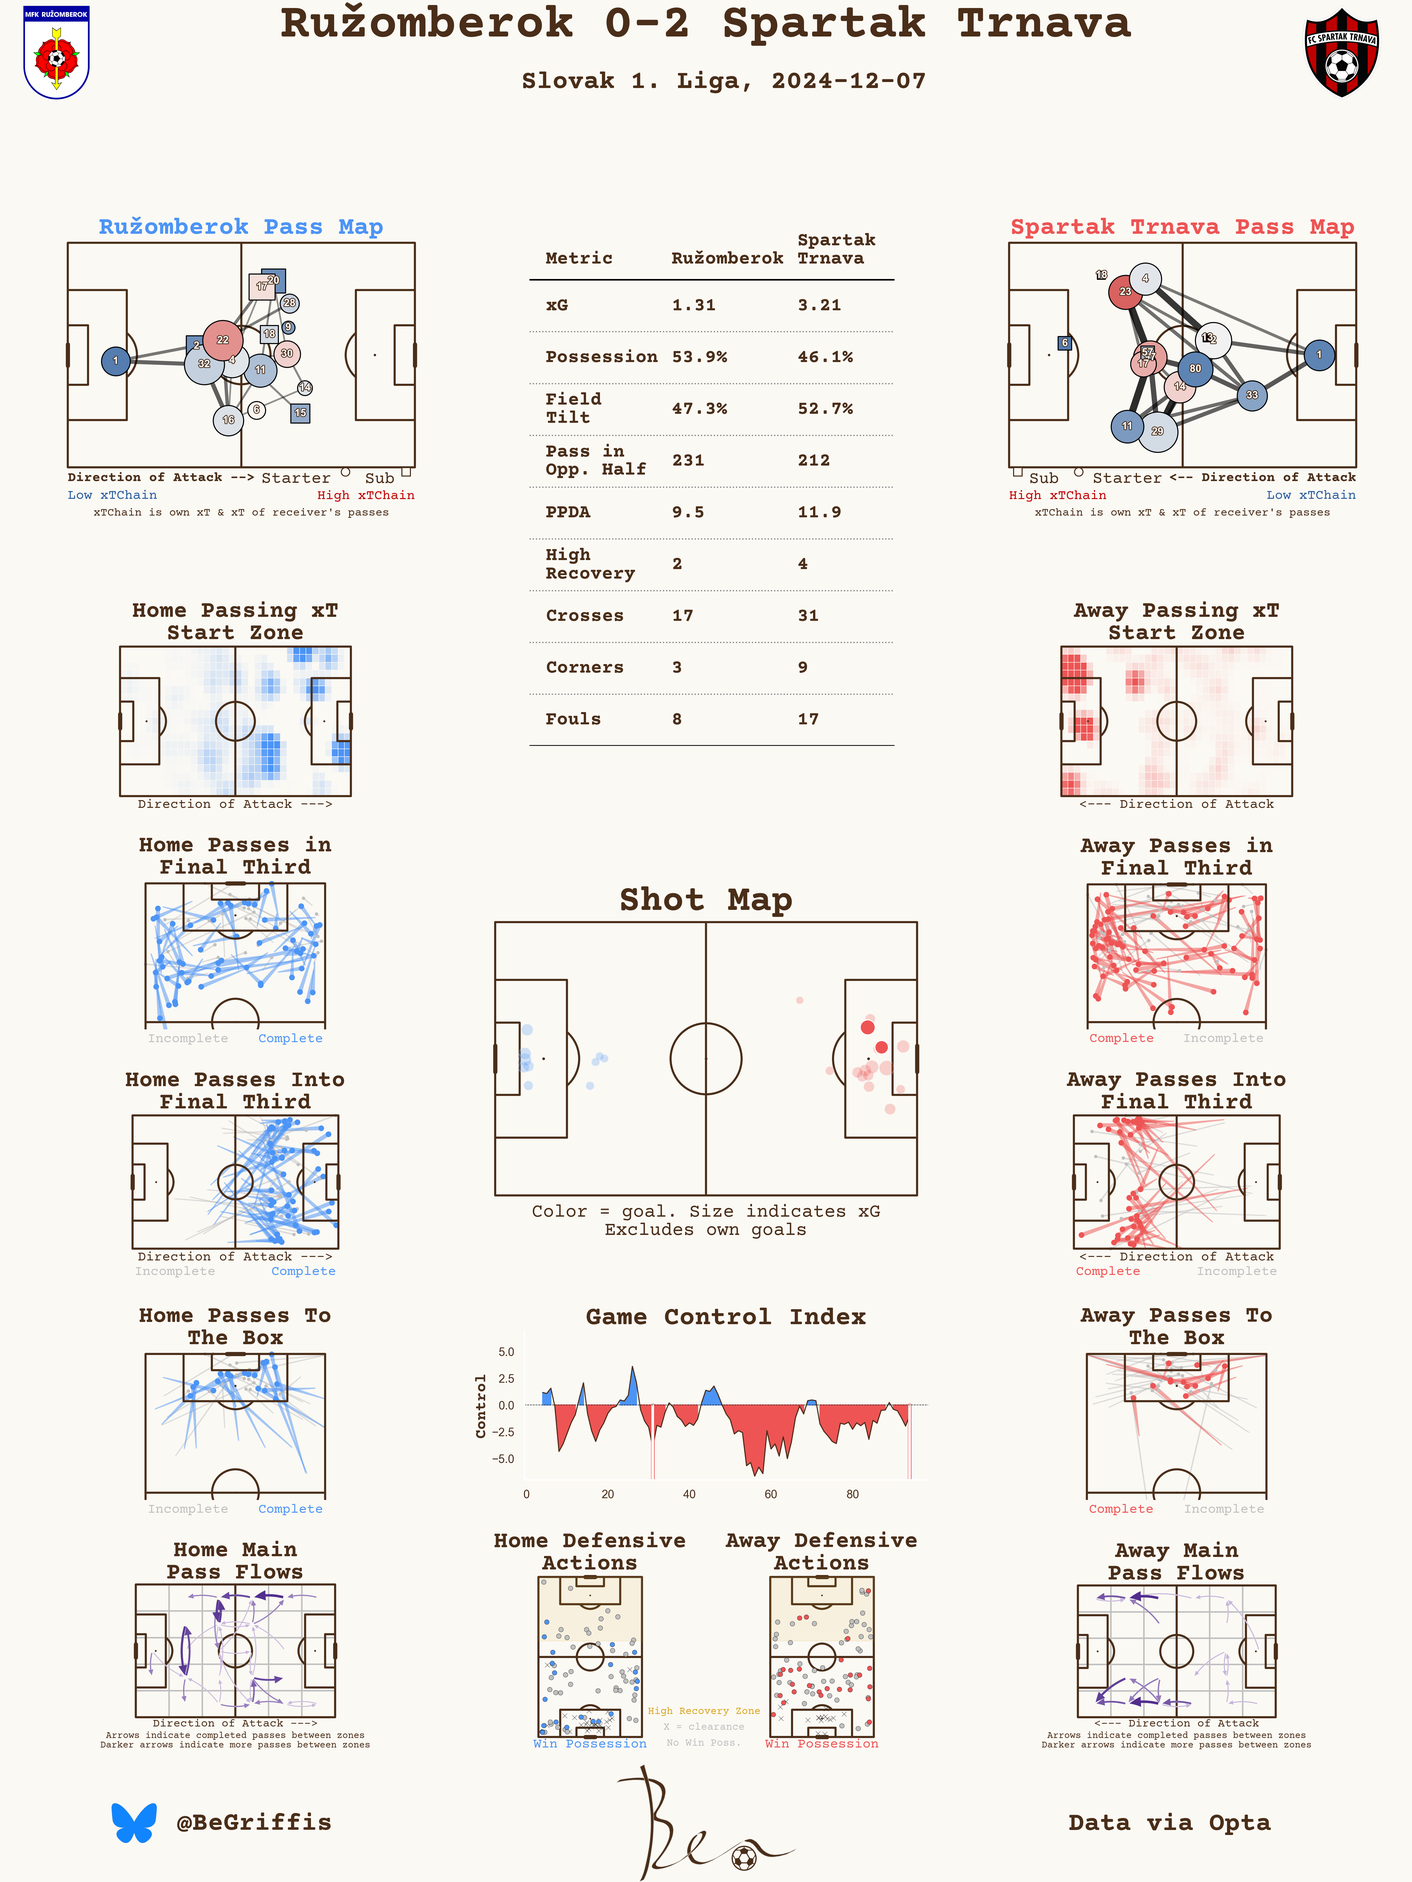 Ružomberok 0-2 Spartak Trnava
Slovak 1. Liga, 2024-12-07
MFK RUŽOMBEROK
FC SPARTAK TRNAVA
Ružomberok Pass Map
1
2
32
22
4
16
6
11
18
9
30
14
15
28
17
20
Direction of Attack --> Starter Sub
Low xTChain High xTChain
xTChain is own xT & xT of receiver's passes
Metric Ružomberok Spartak Trnava
xG 1.31 3.21
Possession 53.9% 46.1%
Field Tilt 47.3% 52.7%
Pass in Opp. Half 231 212
PPDA 9.5 11.9
High Recovery 2 4
Crosses 17 31
Corners 3 9
Fouls 8 17
Spartak Trnava Pass Map
18
4
23
6
13
2
1
17
80
14
33
11
29
Sub Starter <-- Direction of Attack
High xTChain Low xTChain
xTChain is own xT & xT of receiver's passes
Home Passing xT
Start Zone
Direction of Attack --->
Away Passing xT
Start Zone
<--- Direction of Attack
Home Passes in
Final Third
Incomplete Complete
Away Passes in
Final Third
Complete Incomplete
Shot Map
Color = goal. Size indicates xG
Excludes own goals
Home Passes Into
Final Third
Direction of Attack --->
Incomplete Complete
Away Passes Into
Final Third
<--- Direction of Attack
Complete Incomplete
Home Passes To
The Box
Incomplete Complete
Game Control Index
Control
5.0
2.5
0.0
−2.5
−5.0
0 20 40 60 80
Away Passes To
The Box
Complete Incomplete
Home Main
Pass Flows
Direction of Attack --->
Arrows indicate completed passes between zones
Darker arrows indicate more passes between zones
Home Defensive
Actions
Win Possession
Away Defensive
Actions
Win Possession
High Recovery Zone
X = clearance
No Win Poss.
Away Main
Pass Flows
<--- Direction of Attack
Arrows indicate completed passes between zones
Darker arrows indicate more passes between zones
@BeGriffis
Ben
Data via Opta